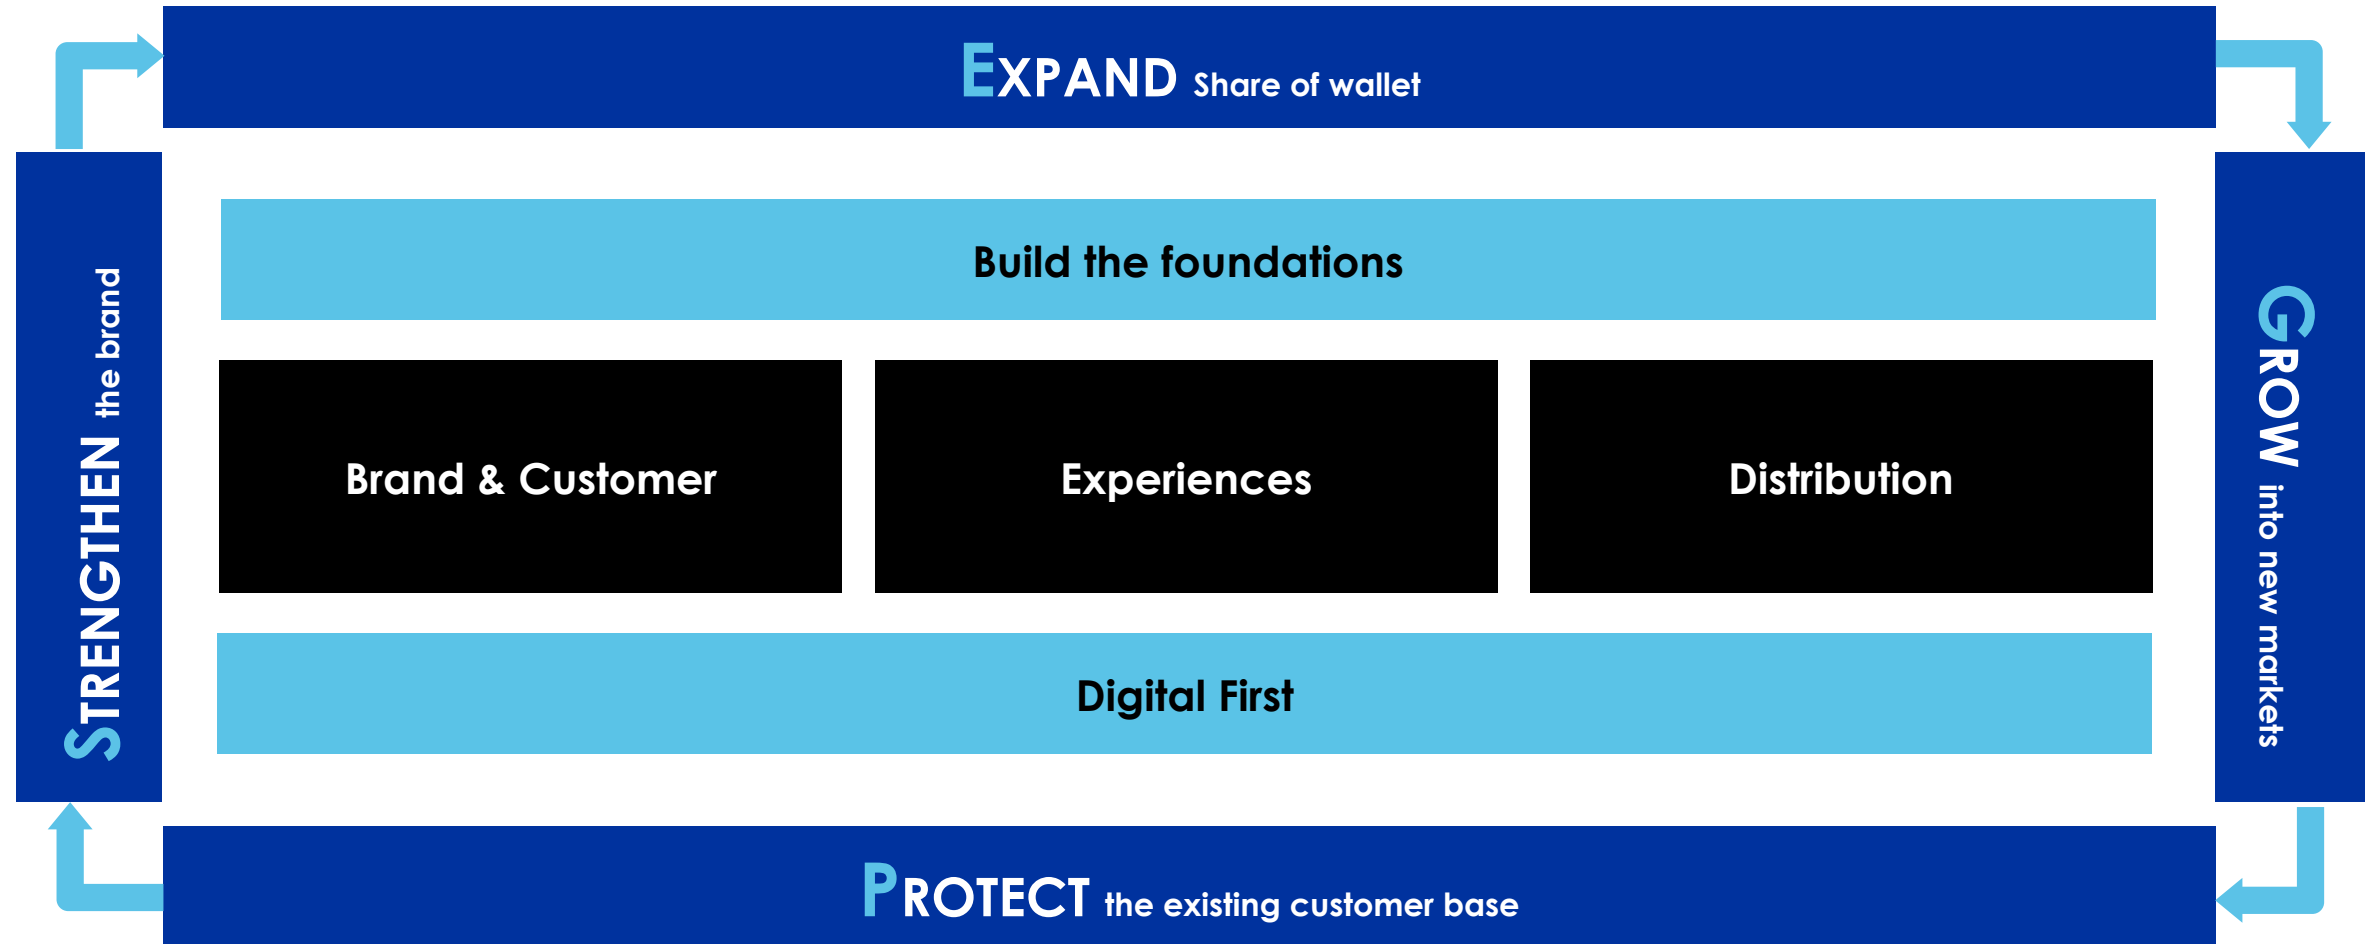 EXPAND Share of wallet
STRENGTHEN the brand
Build the foundations
Brand & Customer
Experiences
Distribution
Digital First
GROW into new markets
PROTECT the existing customer base